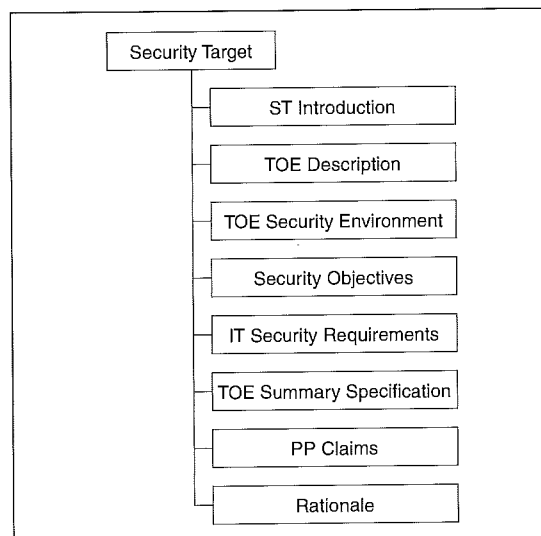 Security Target
ST Introduction
TOE Description
TOE Security Environment
Security Objectives
IT Security Requirements
TOE Summary Specification
PP Claims
Rationale